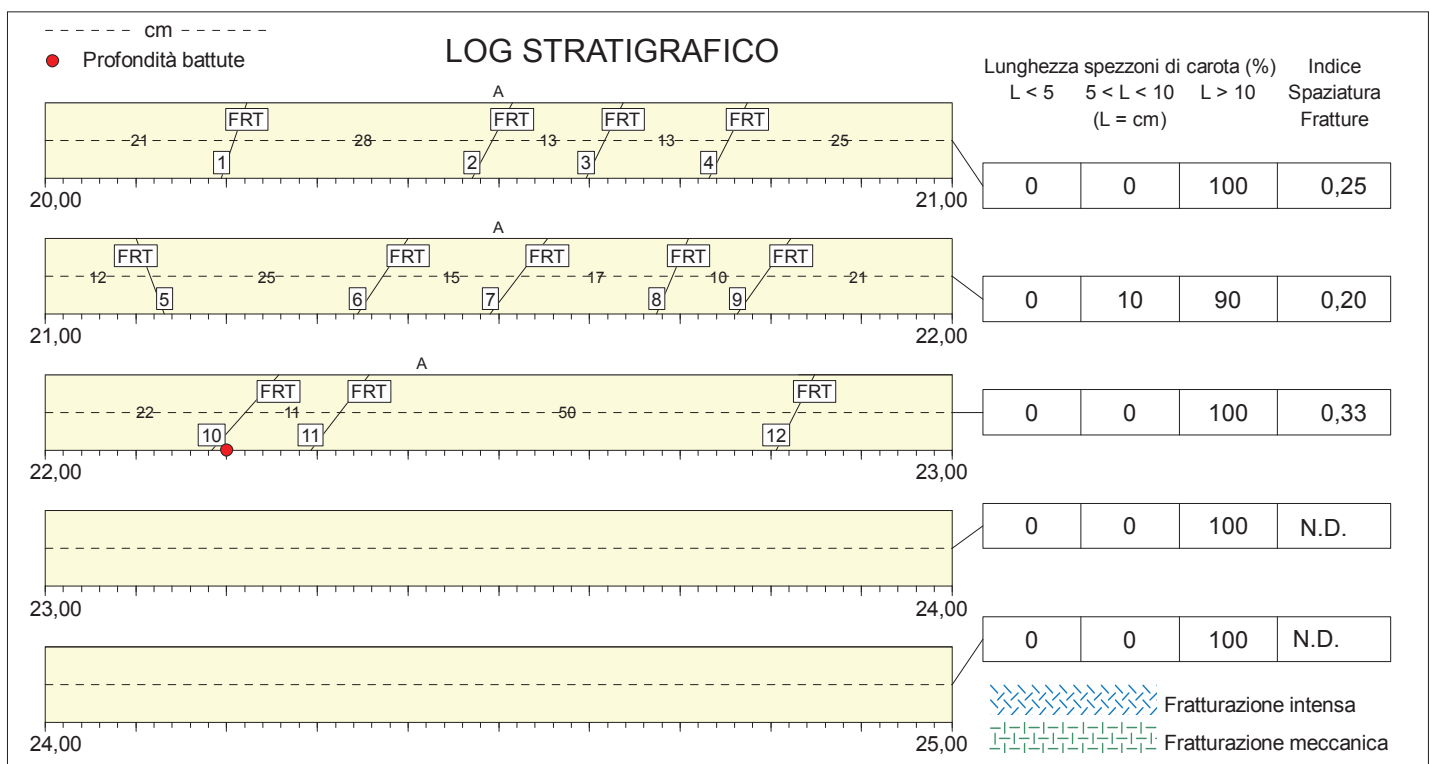 cm
Profondità battute
LOG STRATIGRAFICO
Lunghezza spezzoni di carota (%) Indice
L < 5 5 < L < 10 L > 10 Spaziatura
(L = cm) Fratture
A
FRT FRT FRT FRT
21 28 13 13 25
1 2 3 4
20,00 21,00
0 0 100 0,25
A
FRT FRT FRT FRT FRT
12 25 15 17 10 21
5 6 7 8 9
21,00 22,00
0 10 90 0,20
A
FRT FRT FRT
22 11 50
10 11 12
22,00 23,00
0 0 100 0,33
23,00 24,00
0 0 100 N.D.
24,00 25,00
0 0 100 N.D.
Fratturazione intensa
Fratturazione meccanica